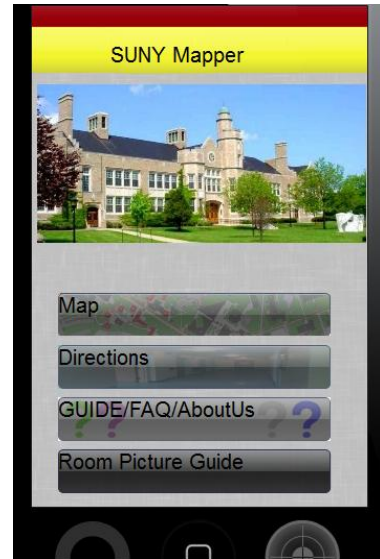 SUNY Mapper
Map
Directions
GUIDE/FAQ/AboutUs
Room Picture Guide